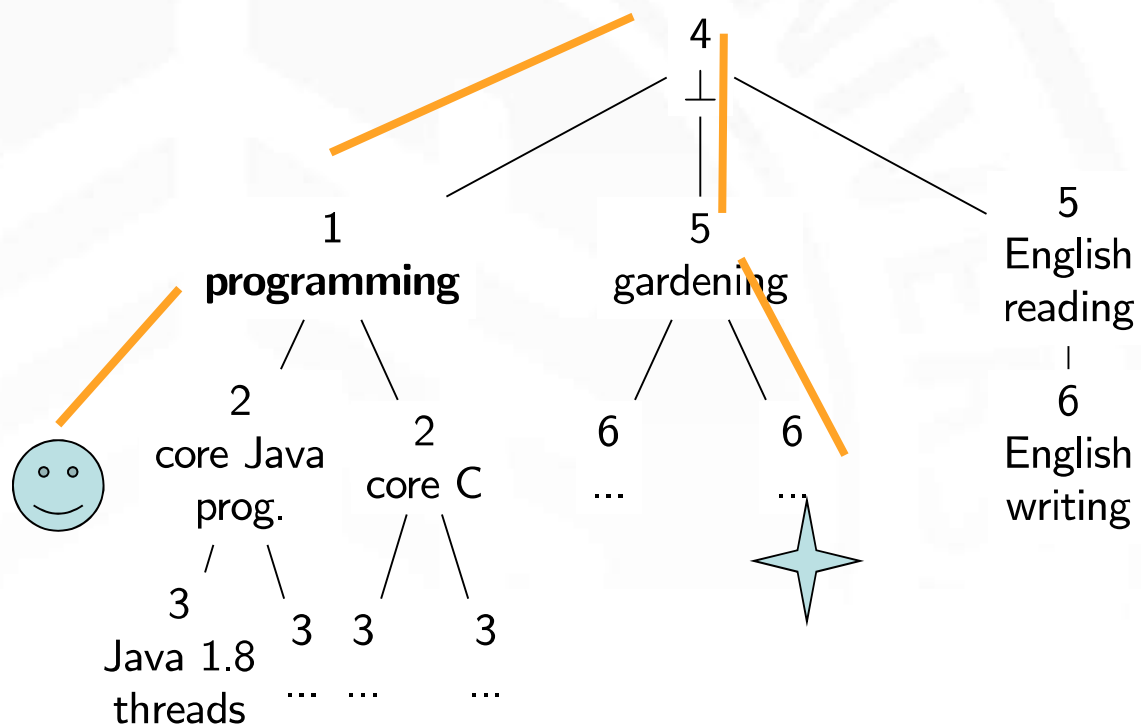 4
⊥
1
programming
5
gardening
5
English
reading
2
core Java
prog.
2
core C
6
...
6
...
6
English
writing
3
Java 1.8
threads
3
...
3
...
3
...